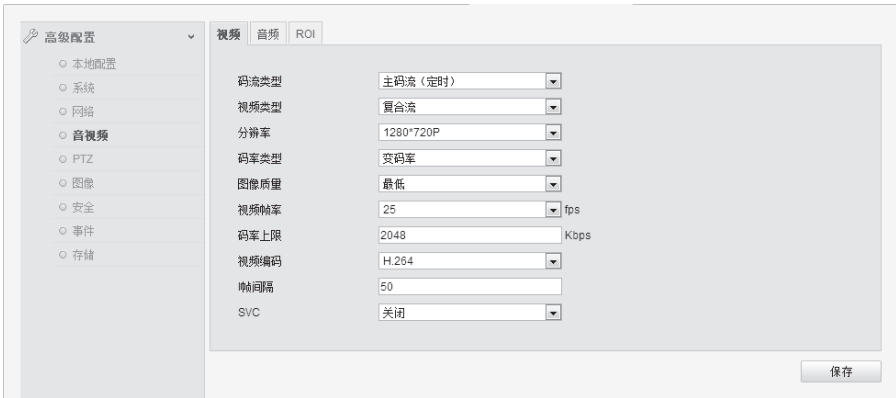 高级配置
本地配置
系统
网络
音视频
PTZ
图像
安全
事件
存储
视频 音频 ROI
码流类型 主码流（定时）
视频类型 复合流
分辨率 1280*720P
码率类型 变码率
图像质量 最低
视频帧率 25 fps
码率上限 2048 Kbps
视频编码 H.264
I帧间隔 50
SVC 关闭
保存